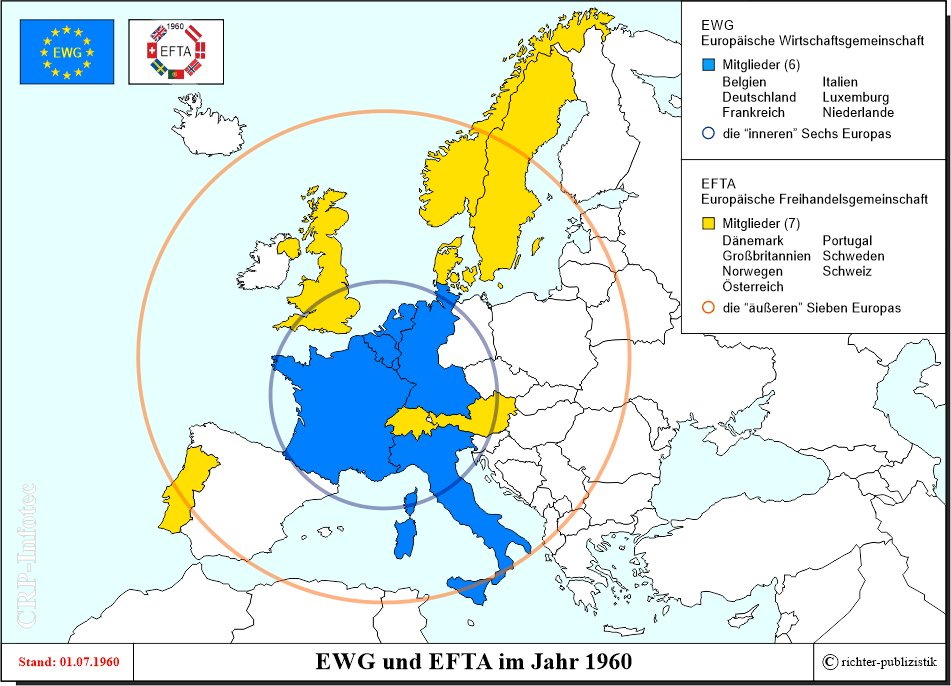 EWG
1960
EFTA
EWG
Europäische Wirtschaftsgemeinschaft
Mitglieder (6)
Belgien Italien
Deutschland Luxemburg
Frankreich Niederlande
die “inneren” Sechs Europas
EFTA
Europäische Freihandelsgemeinschaft
Mitglieder (7)
Dänemark Portugal
Großbritannien Schweden
Norwegen Schweiz
Österreich
die “äußeren” Sieben Europas
CRP-Infotec
Stand: 01.07.1960
EWG und EFTA im Jahr 1960
© richter-publizistik